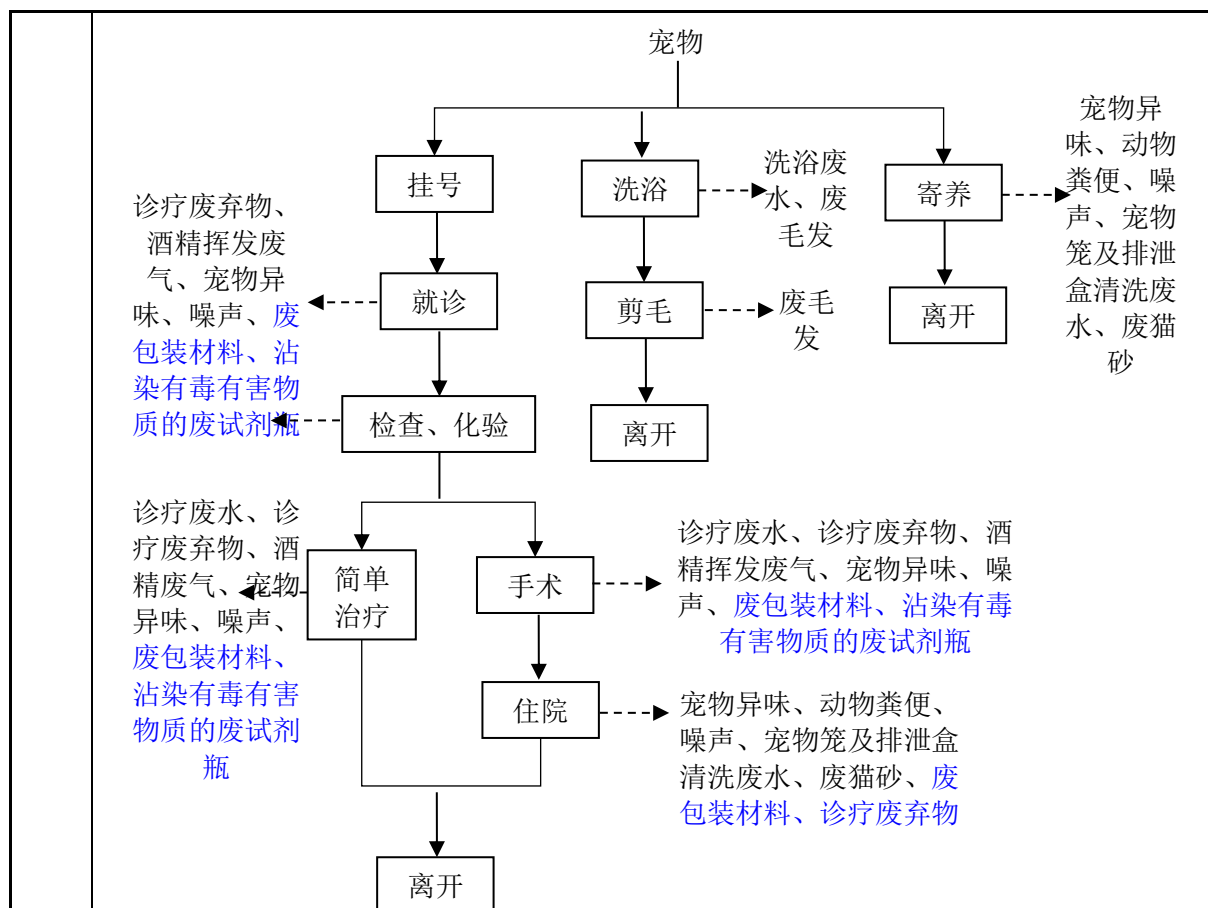 宠物
挂号
洗浴
寄养
洗浴废
水、废
毛发
宠物异
味、动物
粪便、噪
声、宠物
笼及排泄
盒清洗废
水、废猫
砂
诊疗废弃物、
酒精挥发废
气、宠物异
味、噪声、废
包装材料、沾
染有毒有害物
质的废试剂瓶
就诊
剪毛
废毛
发
离开
检查、化验
离开
诊疗废水、诊
疗废弃物、酒
精废气、宠物
异味、噪声、
废包装材料、
沾染有毒有害
物质的废试剂
瓶
简单
治疗
手术
诊疗废水、诊疗废弃物、酒
精挥发废气、宠物异味、噪
声、废包装材料、沾染有毒
有害物质的废试剂瓶
住院
宠物异味、动物粪便、
噪声、宠物笼及排泄盒
清洗废水、废猫砂、废
包装材料、诊疗废弃物
离开